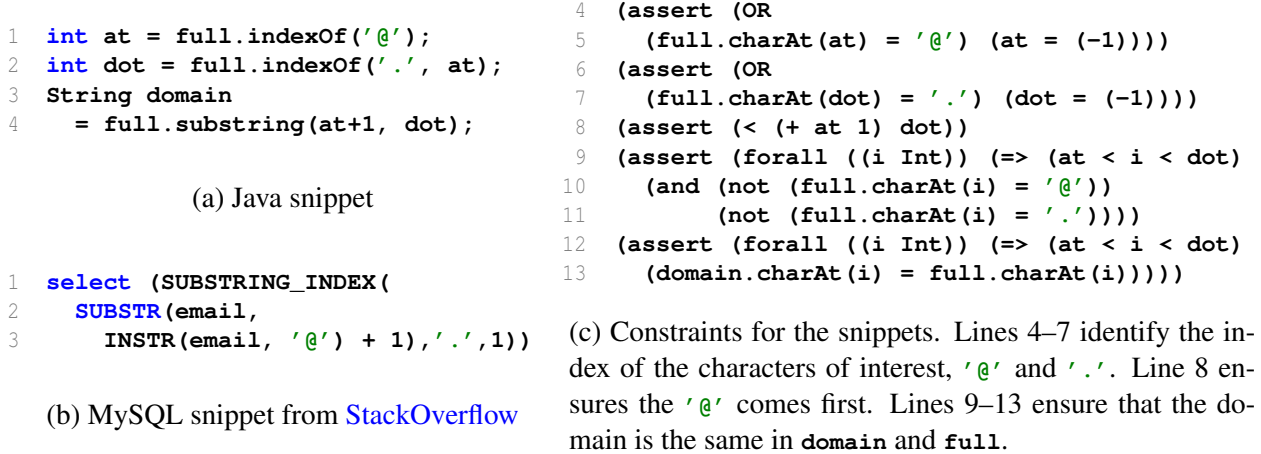 1 int at = full.indexOf('@');
2 int dot = full.indexOf('.', at);
3 String domain
4 = full.substring(at+1, dot);
(a) Java snippet
1 select (SUBSTRING_INDEX(
2 SUBSTR(email,
3 INSTR(email, '@') + 1),'.',1))
(b) MySQL snippet from StackOverflow
4 (assert (OR
5 (full.charAt(at) = '@') (at = (-1))))
6 (assert (OR
7 (full.charAt(dot) = '.') (dot = (-1))))
8 (assert (< (+ at 1) dot))
9 (assert (forall ((i Int)) (=> (at < i < dot)
10 (and (not (full.charAt(i) = '@'))
11 (not (full.charAt(i) = '.'))))
12 (assert (forall ((i Int)) (=> (at < i < dot)
13 (domain.charAt(i) = full.charAt(i)))))
(c) Constraints for the snippets. Lines 4–7 identify the in-
dex of the characters of interest, '@' and '.'. Line 8 en-
sures the '@' comes first. Lines 9–13 ensure that the do-
main is the same in domain and full.